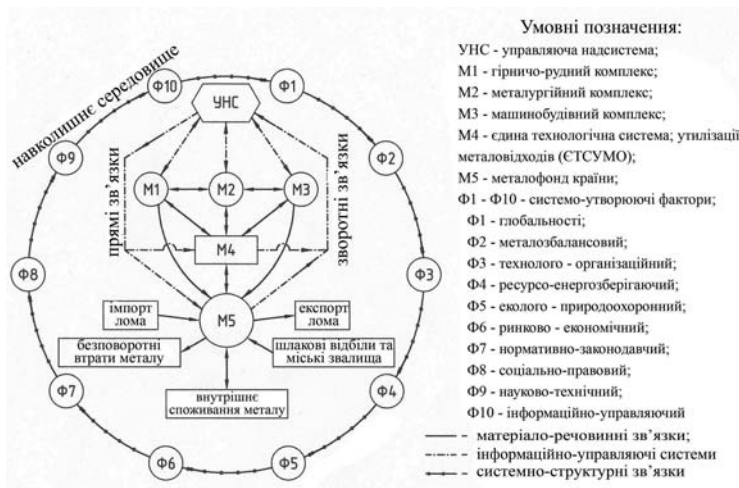 Умовні позначення:
УНС - управляюча надсистема;
М1 - гірничо-рудний комплекс;
М2 - металургійний комплекс;
М3 - машинобудівний комплекс;
М4 - єдина технологічна система; утилізації
металовідходів (ЄТСУМО);
М5 - металофонд країни;
Ф1 - Ф10 - системо-утворюючі фактори;
Ф1 - глобальності;
Ф2 - металозбалансовий;
Ф3 - технолого - організаційний;
Ф4 - ресурсо-енергозберігаючий;
Ф5 - еколого - природоохоронний;
Ф6 - ринково - економічний;
Ф7 - нормативно-законодавчий;
Ф8 - соціально-правовий;
Ф9 - науково-технічний;
Ф10 - інформаційно-управляючий
матеріало-речовинні зв’язки;
інформаційно-управляючі системи
системно-структурні зв’язки
навколишнє середовище
Ф10
Ф1
УНС
Ф9
Ф2
М1
М2
М3
прямі зв’язки
зворотні зв’язки
М4
Ф8
Ф3
М5
імпорт
лома
експорт
лома
безповоротні
втрати металу
шлакові відбіли та
міські звалища
внутрішнє
споживання металу
Ф7
Ф4
Ф6
Ф5